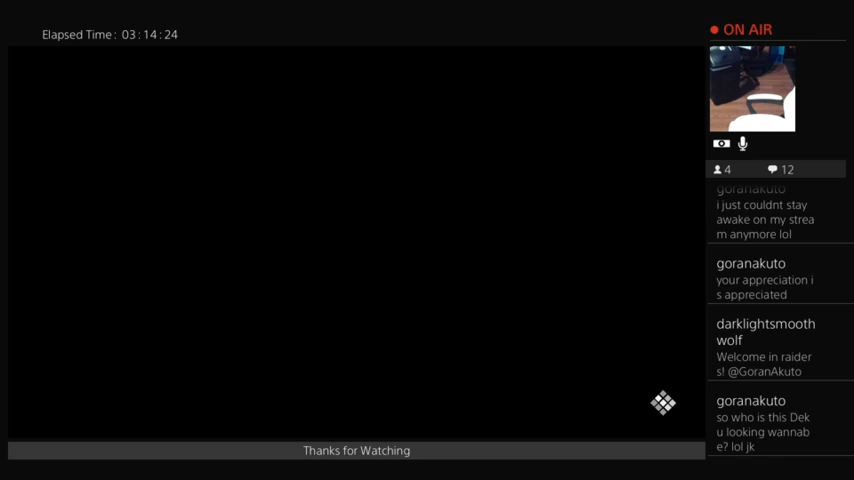 Elapsed Time: 03:14:24
ON AIR
4
12
goranakuto
i just couldnt stay
awake on my strea
m anymore lol
goranakuto
your appreciation i
s appreciated
darklightsmooth
wolf
Welcome in raider
s! @GoranAkuto
goranakuto
so who is this Dek
u looking wannab
e? lol jk
Thanks for Watching